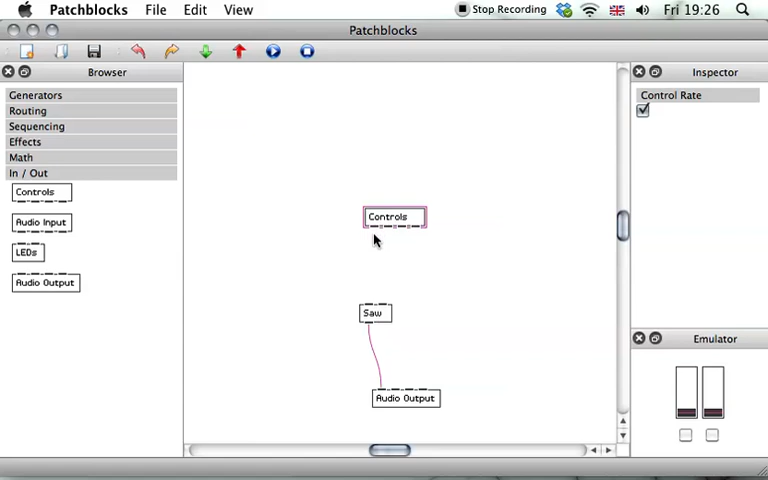 Patchblocks File Edit View Stop Recording Fri 19:26
Patchblocks
Browser
Inspector
Generators
Control Rate
Routing
Sequencing
Effects
Math
In / Out
Controls
Audio Input
LEDs
Audio Output
Controls
Saw
Audio Output
Emulator